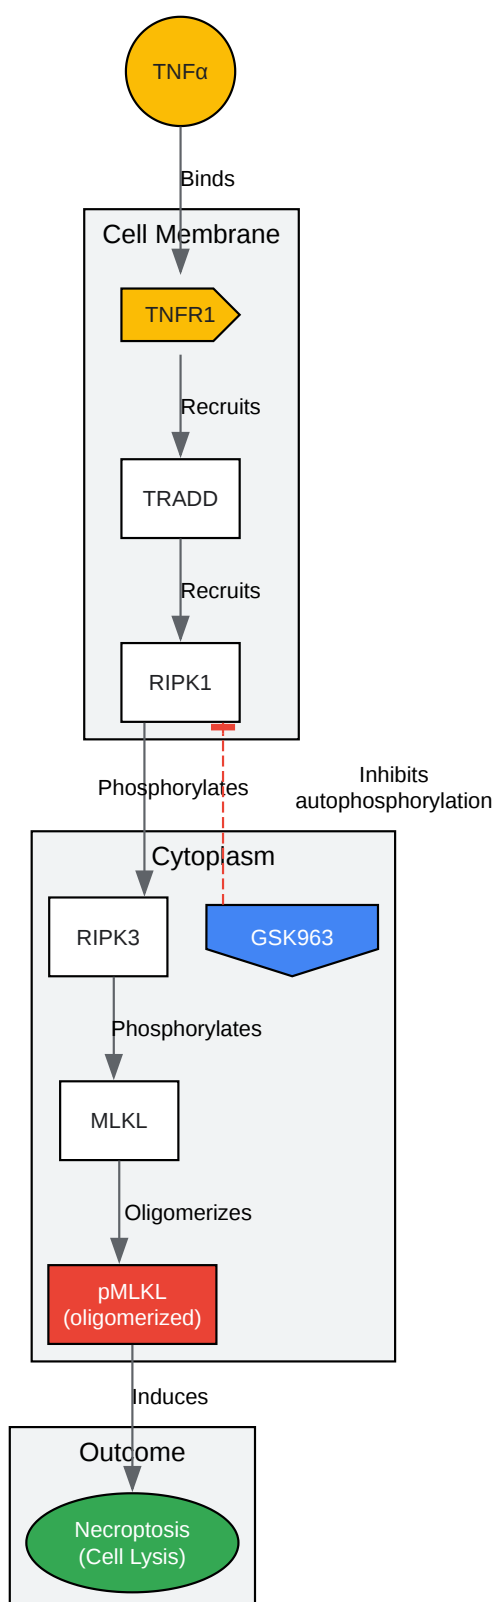 TNFα
Binds
Cell Membrane
TNFR1
Recruits
TRADD
Recruits
RIPK1
Phosphorylates
Inhibits
autophosphorylation
Cytoplasm
RIPK3
GSK963
Phosphorylates
MLKL
Oligomerizes
pMLKL
(oligomerized)
Induces
Outcome
Necroptosis
(Cell Lysis)